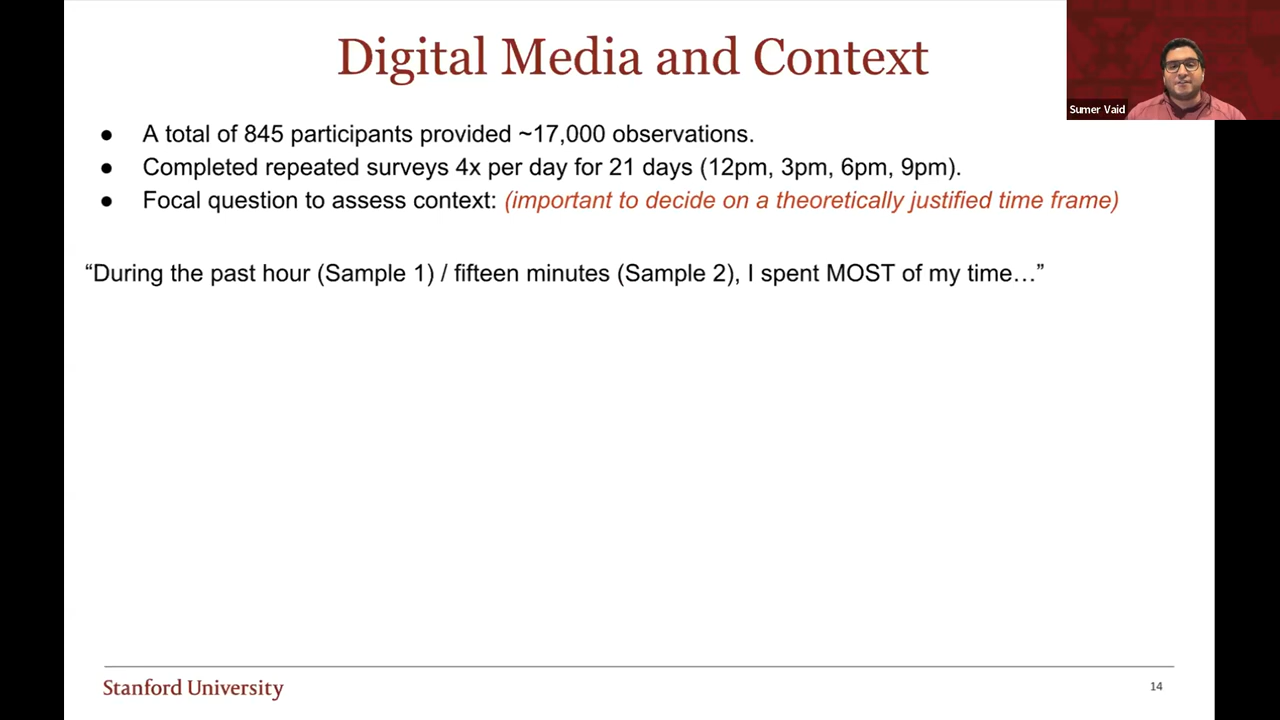 Digital Media and Context
Sumer Vaid
● A total of 845 participants provided ~17,000 observations.
● Completed repeated surveys 4x per day for 21 days (12pm, 3pm, 6pm, 9pm).
● Focal question to assess context: (important to decide on a theoretically justified time frame)
“During the past hour (Sample 1) / fifteen minutes (Sample 2), I spent MOST of my time…”
Stanford University
14